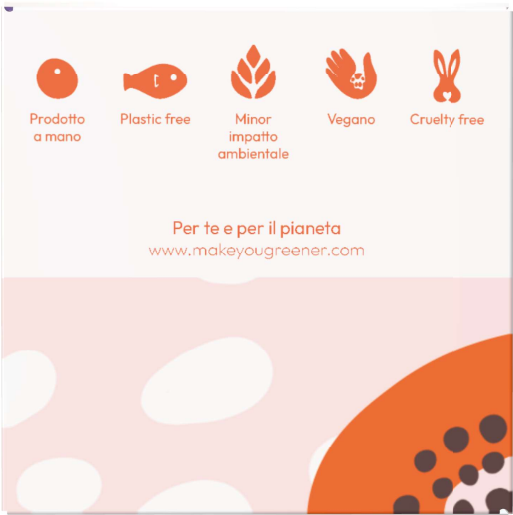 Prodotto
a mano
Plastic free
Minor
impatto
ambientale
Vegano
Cruelty free
Per te e per il pianeta
www.makeyougreener.com